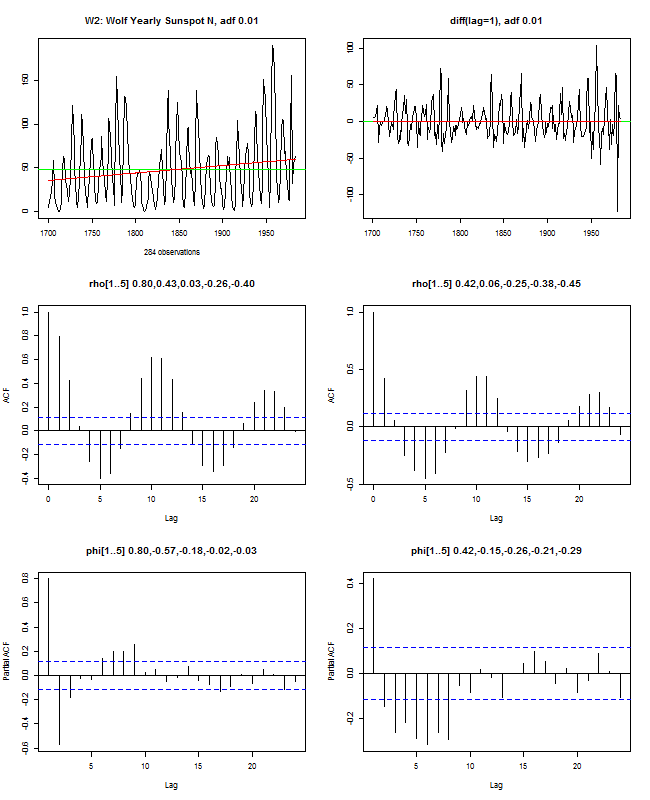 W2: Wolf Yearly Sunspot N, adf 0.01
0 50 100 150
1700 1750 1800 1850 1900 1950
284 observations
diff(lag=1), adf 0.01
-100 -50 0 50 100
1700 1750 1800 1850 1900 1950
rho[1..5] 0.80,0.43,0.03,-0.26,-0.40
ACF
-0.4 -0.2 0.0 0.2 0.4 0.6 0.8 1.0
0 5 10 15 20
Lag
rho[1..5] 0.42,0.06,-0.25,-0.38,-0.45
ACF
-0.5 0.0 0.5 1.0
0 5 10 15 20
Lag
phi[1..5] 0.80,-0.57,-0.18,-0.02,-0.03
Partial ACF
-0.6 -0.4 -0.2 0.0 0.2 0.4 0.6 0.8
5 10 15 20
Lag
phi[1..5] 0.42,-0.15,-0.26,-0.21,-0.29
Partial ACF
-0.2 0.0 0.2 0.4
5 10 15 20
Lag